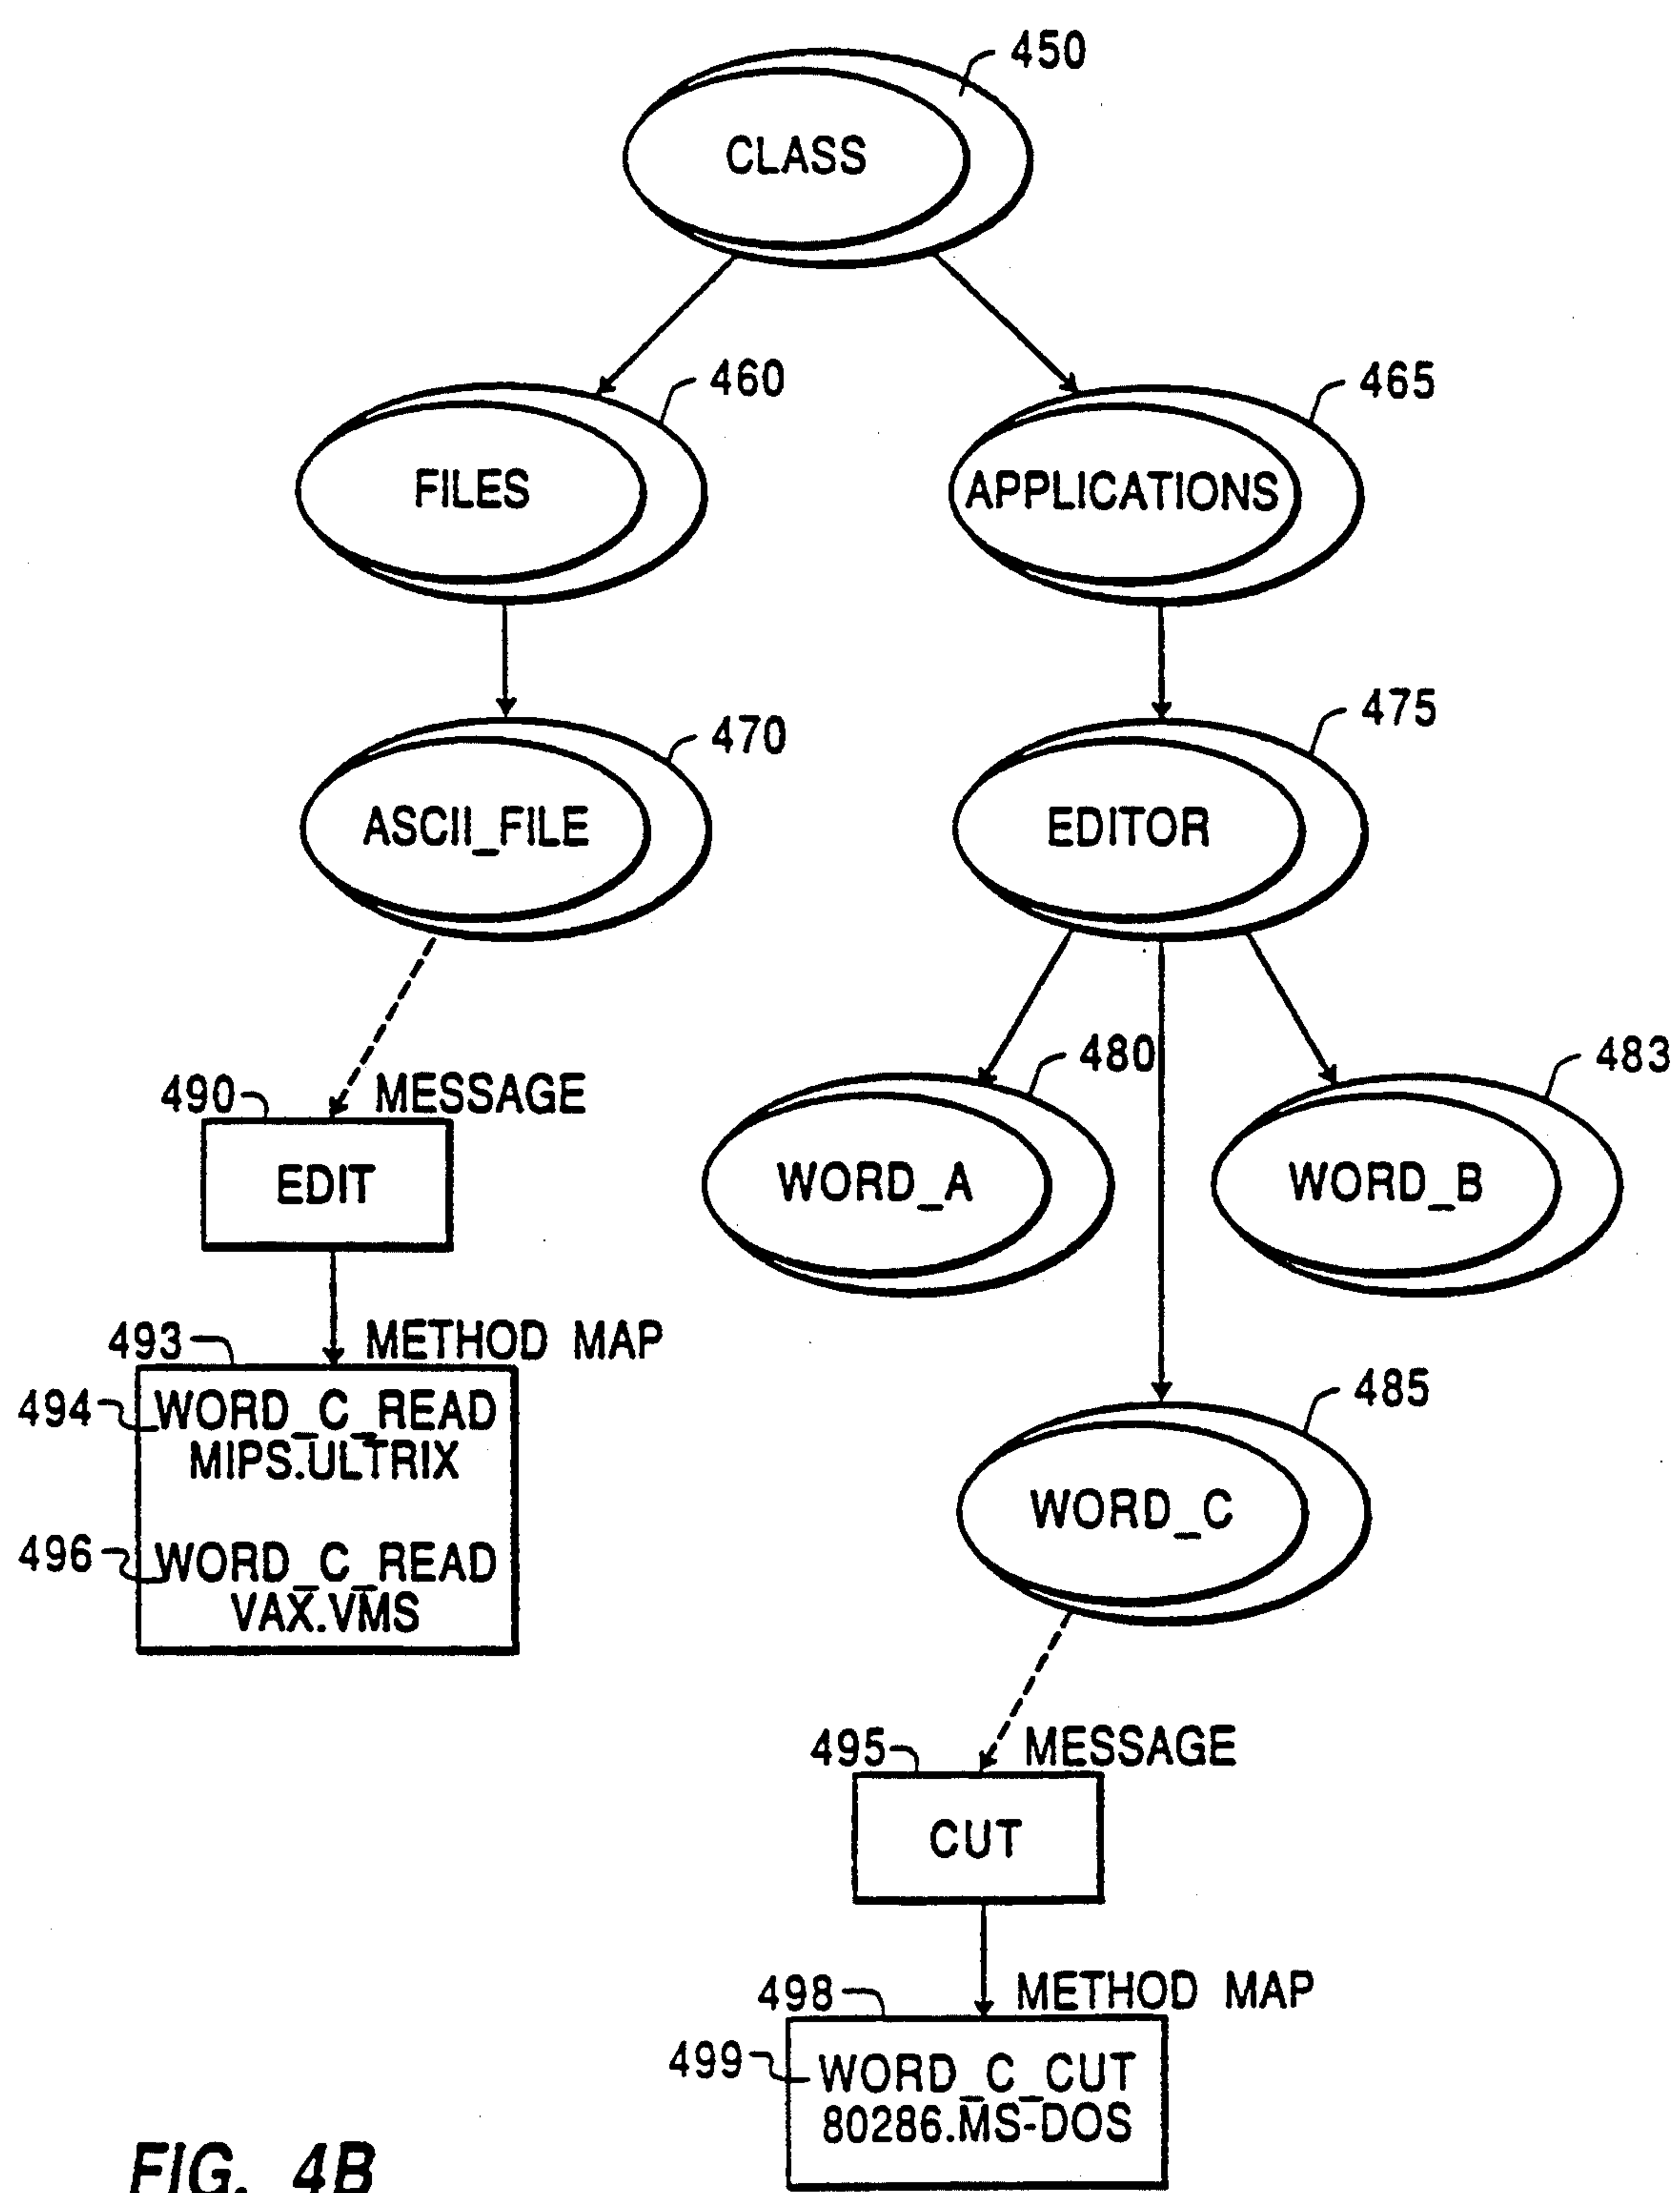 450
CLASS
460
465
FILES
APPLICATIONS
470
475
ASCII_FILE
EDITOR
480
483
490
MESSAGE
EDIT
WORD_A
WORD_B
493
METHOD MAP
494
WORD_C_READ
MIPS.ULTRIX
485
496
WORD_C_READ
VAX.VMS
WORD_C
495
MESSAGE
CUT
498
METHOD MAP
499
WORD_C_CUT
80286.MS-DOS
FIG. 4B